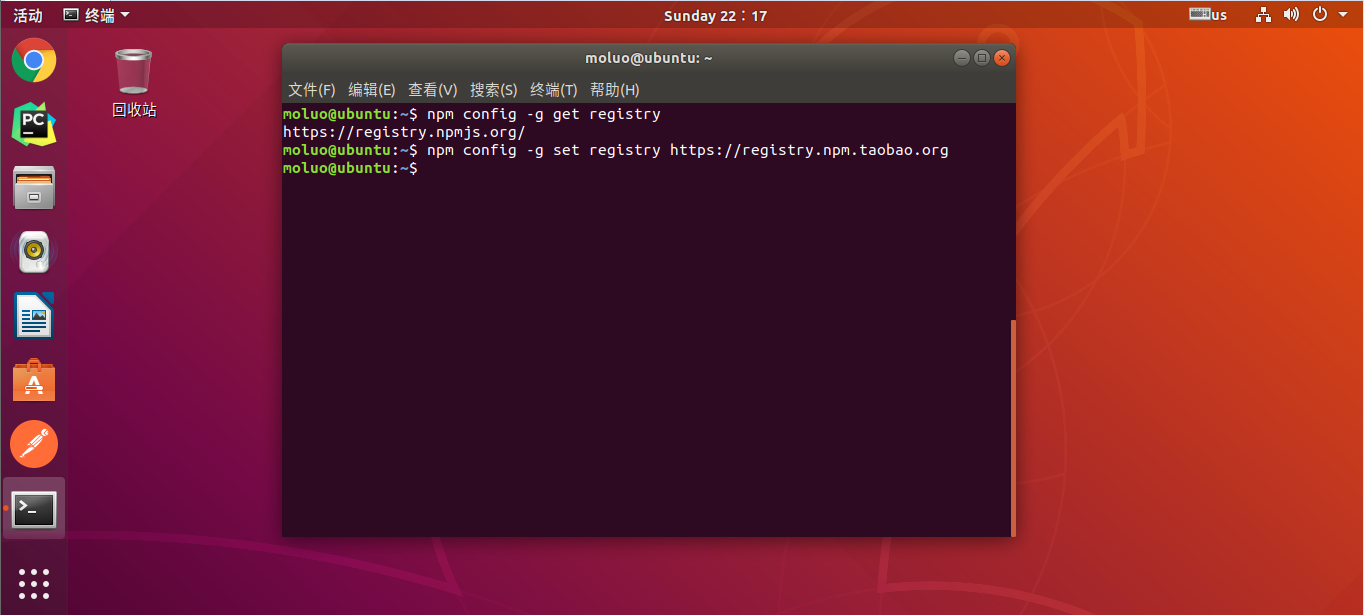 活动 终端 Sunday 22：17 us
回收站
moluo@ubuntu: ~
文件(F) 编辑(E) 查看(V) 搜索(S) 终端(T) 帮助(H)
moluo@ubuntu:~$ npm config -g get registry
https://registry.npmjs.org/
moluo@ubuntu:~$ npm config -g set registry https://registry.npm.taobao.org
moluo@ubuntu:~$
PC